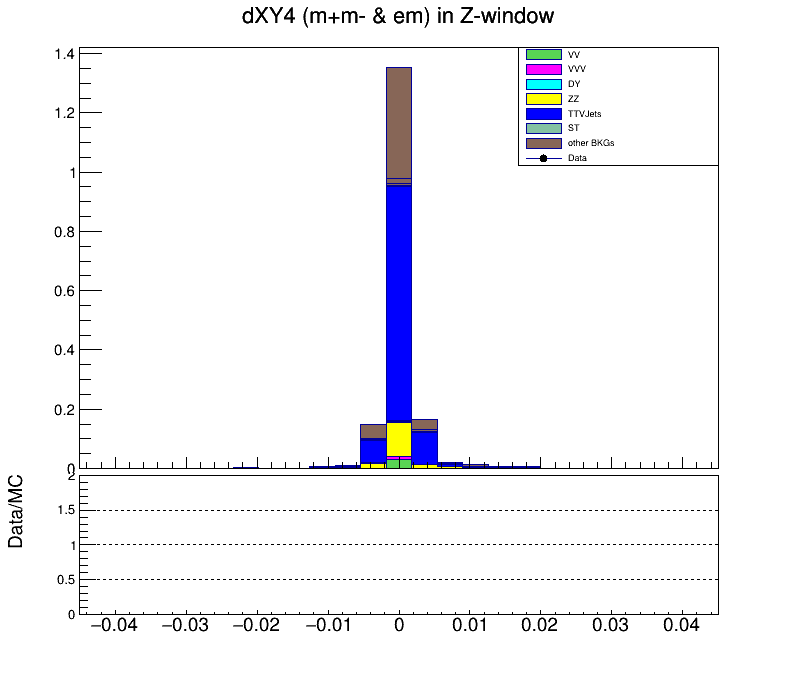 dXY4 (m+m- & em) in Z-window
1.4
1.2
1
0.8
0.6
0.4
0.2
0
VV
VVV
DY
ZZ
TTVJets
ST
other BKGs
Data
Data/MC
2
1.5
1
0.5
0
−0.04 −0.03 −0.02 −0.01 0 0.01 0.02 0.03 0.04